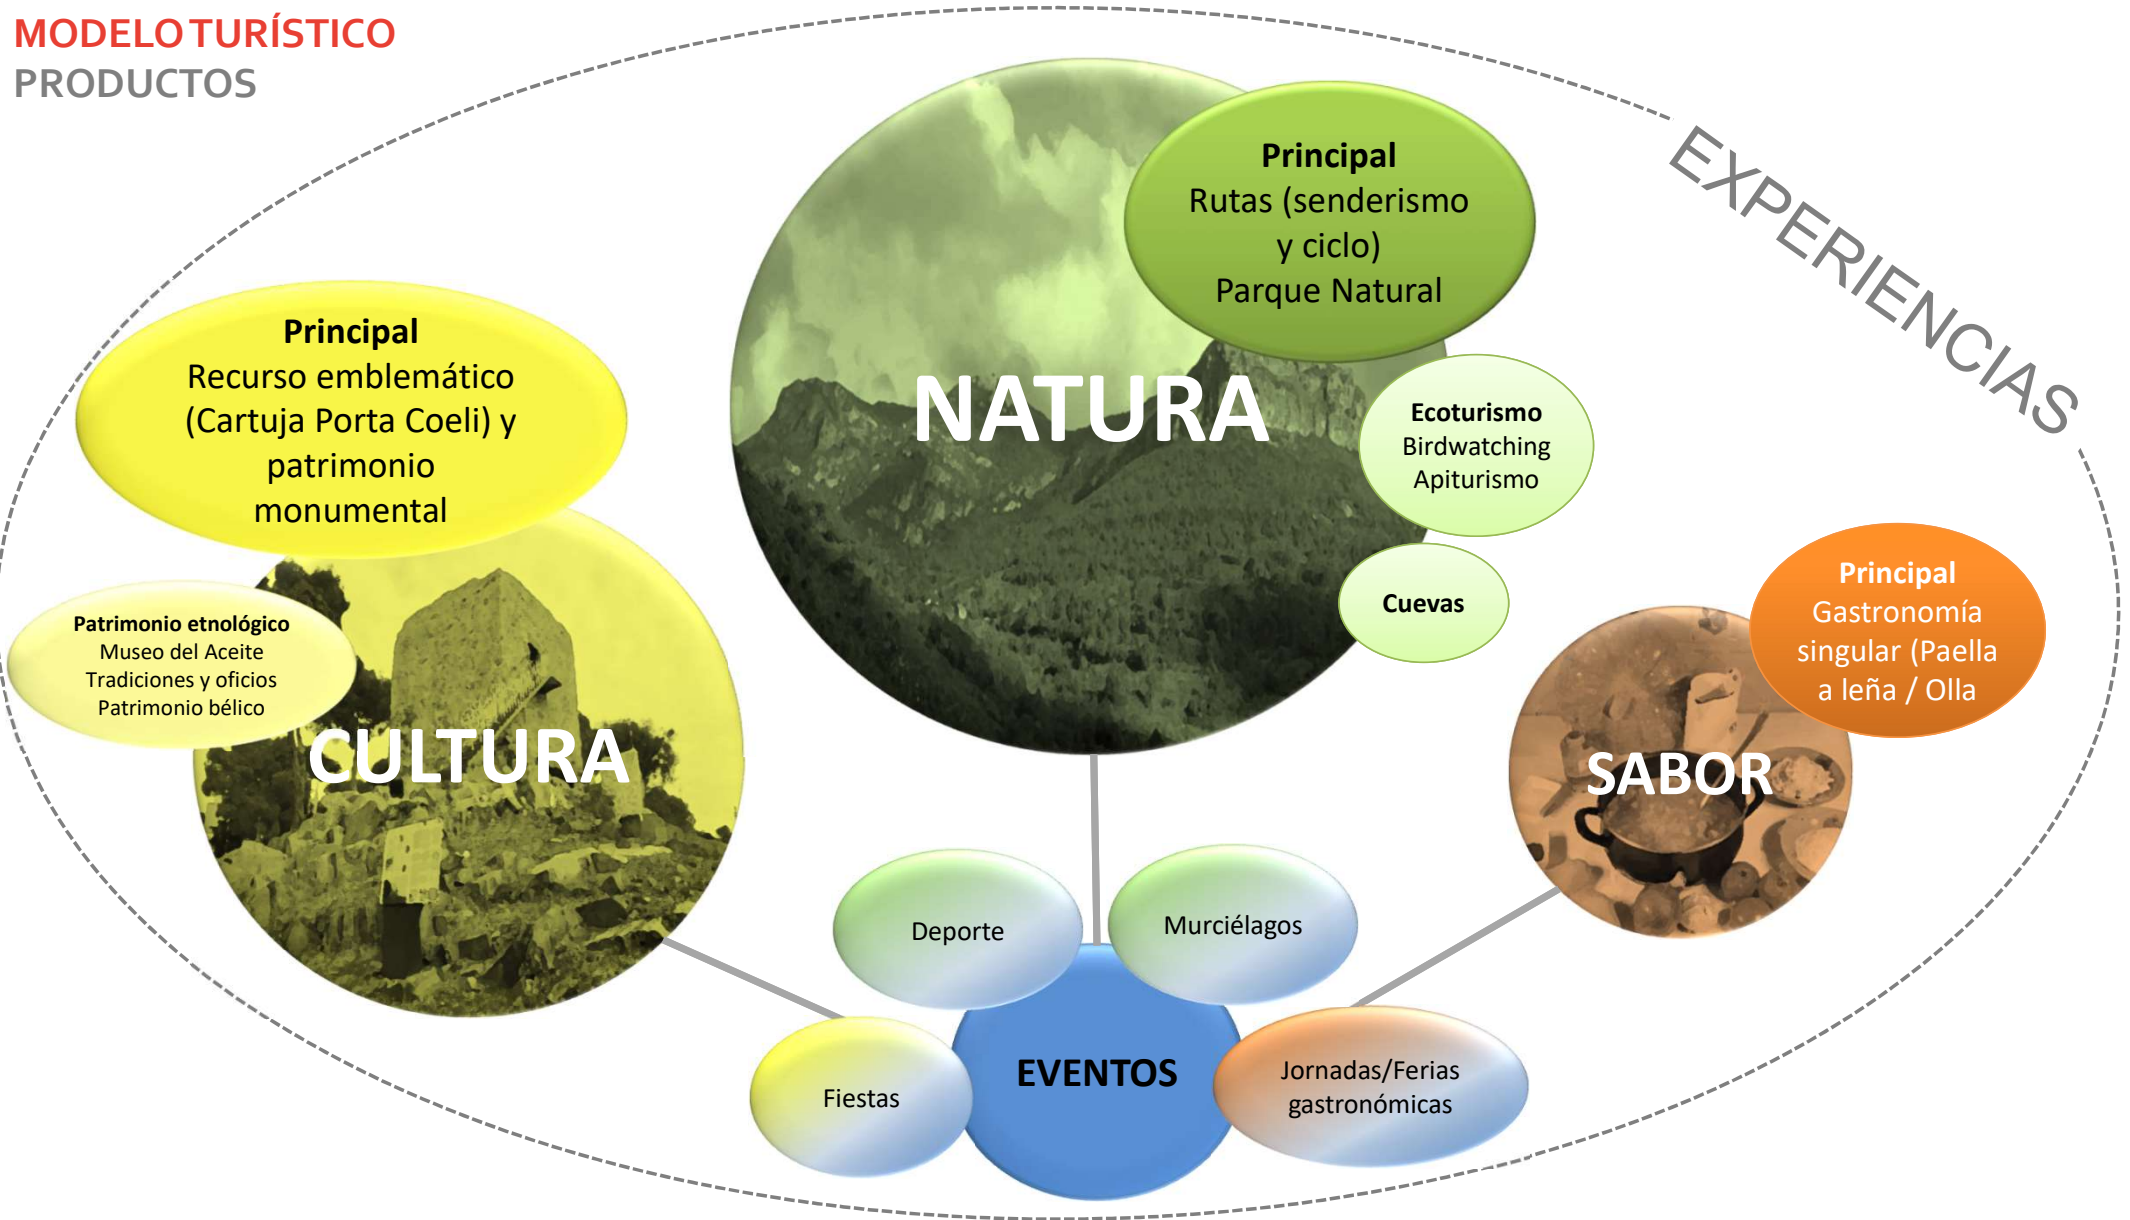 MODELO TURÍSTICO
PRODUCTOS
EXPERIENCIAS
Principal
Rutas (senderismo
y ciclo)
Parque Natural
NATURA
Ecoturismo
Birdwatching
Apiturismo
Cuevas
Principal
Recurso emblemático
(Cartuja Porta Coeli) y
patrimonio
monumental
Patrimonio etnológico
Museo del Aceite
Tradiciones y oficios
Patrimonio bélico
CULTURA
Principal
Gastronomía
singular (Paella
a leña / Olla
SABOR
Deporte
Murciélagos
EVENTOS
Fiestas
Jornadas/Ferias
gastronómicas